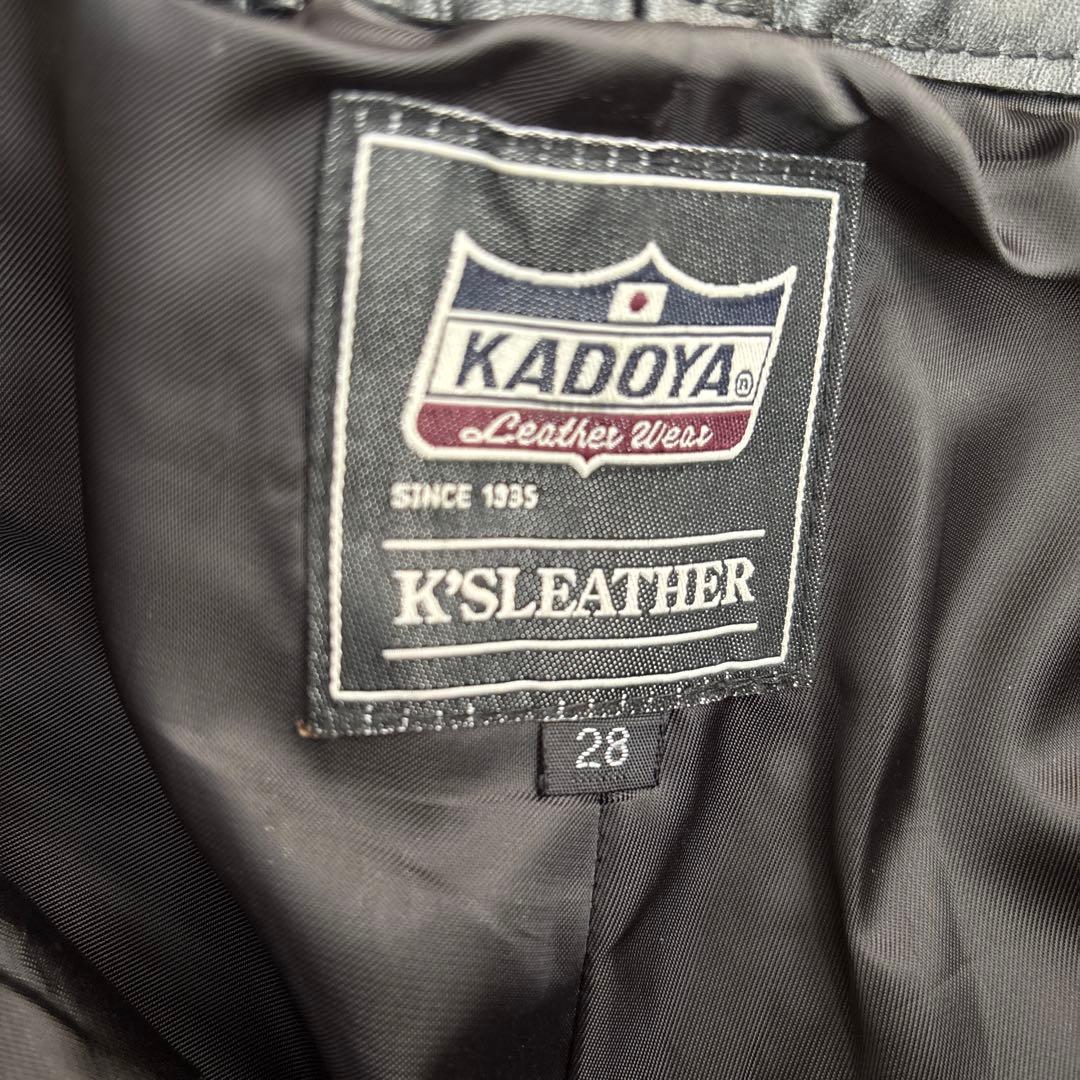 KADOYA
Leather Wear
SINCE 1935
K'SLEATHER
28